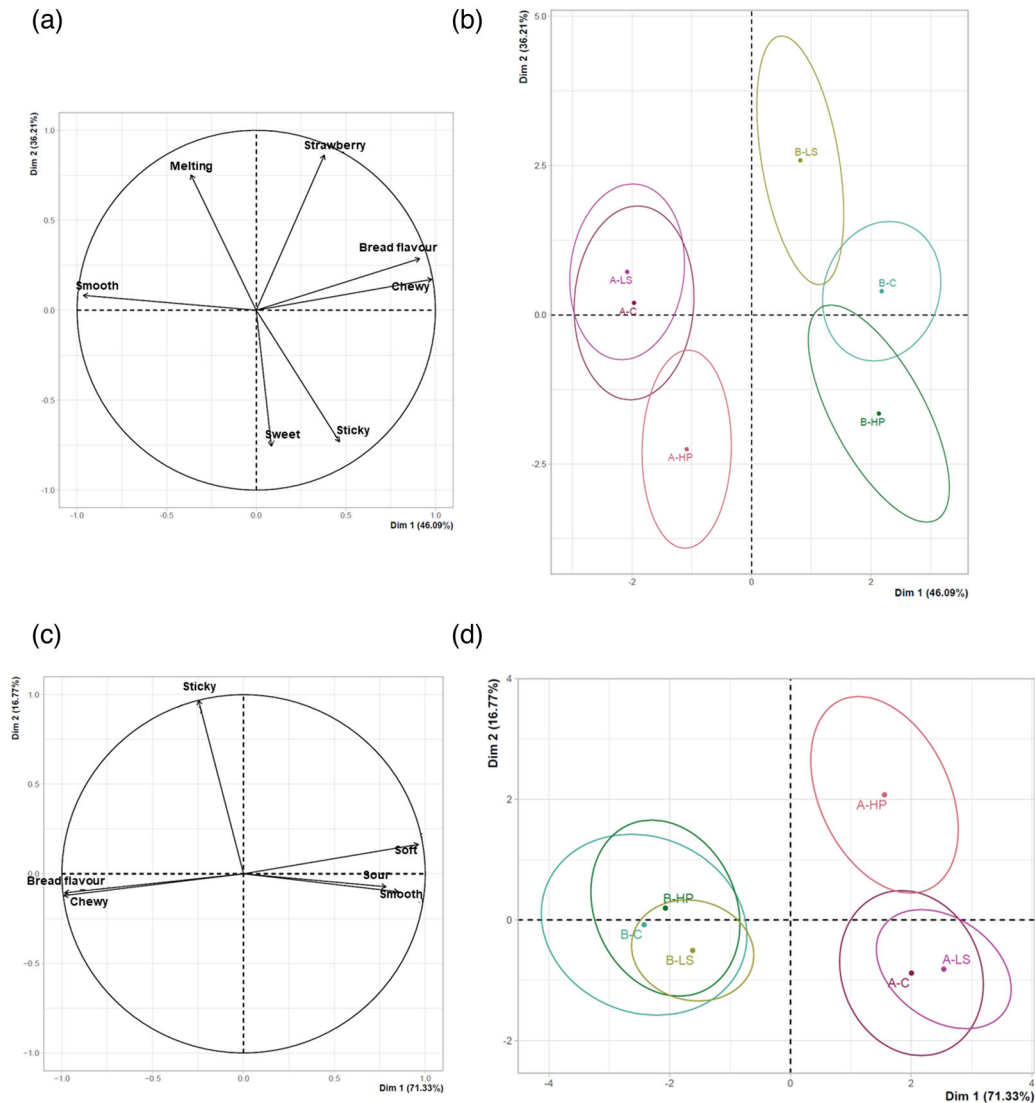 (a)
Dim 2 (36.21%)
1.0
0.5
0.0
-0.5
-1.0
Strawberry
Melting
Bread flavour
Smooth
Chewy
Sweet
Sticky
-1.0
-0.5
0.0
0.5
1.0
Dim 1 (46.09%)
(b)
Dim 2 (36.21%)
5.0
2.5
0.0
-2.5
B-LS
A-LS
A-C
B-C
B-HP
A-HP
-2
0
2
Dim 1 (46.09%)
(c)
Dim 2 (16.77%)
1.0
0.5
0.0
−0.5
−1.0
Sticky
Soft
Sour
Bread flavour
Smooth
Chewy
−1.0
−0.5
0.0
0.5
1.0
Dim 1 (71.33%)
(d)
Dim 2 (16.77%)
4
2
0
-2
A-HP
B-HP
B-C
B-LS
A-LS
A-C
-4
-2
0
2
4
Dim 1 (71.33%)